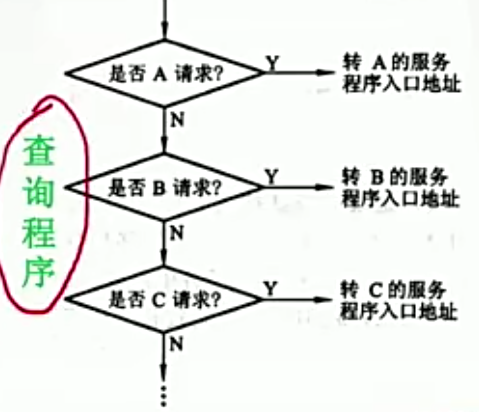 是否 A 请求?
Y
转 A 的服务
程序入口地址
N
查询程序
是否 B 请求?
Y
转 B 的服务
程序入口地址
N
是否 C 请求?
Y
转 C 的服务
程序入口地址
N